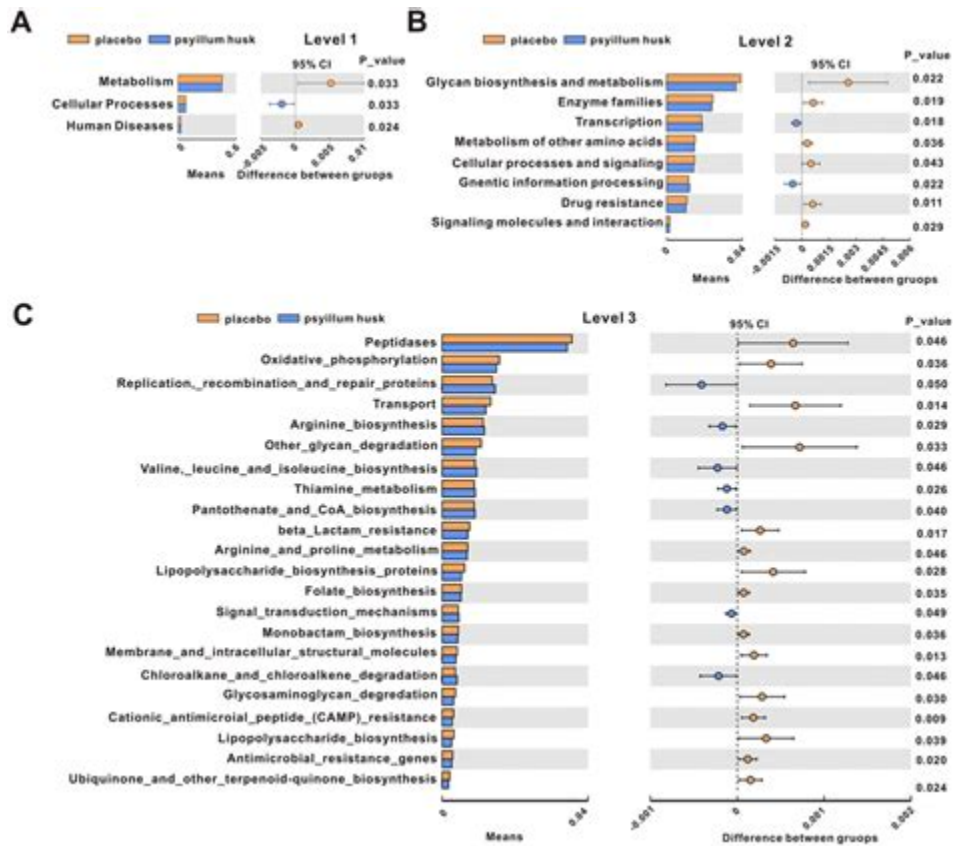 A
placebo psyllum husk Level 1
95% CI P_value
Metabolism 0.033
Cellular Processes 0.033
Human Diseases 0.024
0 0.5 -0.005 0 0.005 0.01
Means Difference between gruops
B
placebo psyllum husk Level 2
95% CI P_value
Glycan biosynthesis and metabolism 0.022
Enzyme families 0.019
Transcription 0.018
Metabolism of other amino acids 0.036
Cellular processes and signaling 0.043
Gnentic information processing 0.022
Drug resistance 0.011
Signaling molecules and interaction 0.029
0 0.04 -0.0015 0 0.0015 0.003 0.0045 0.006
Means Difference between gruops
C
placebo psyllum husk Level 3
95% CI P_value
Peptidases 0.046
Oxidative_phosphorylation 0.036
Replication,_recombination_and_repair_proteins 0.050
Transport 0.014
Arginine_biosynthesis 0.029
Other_glycan_degradation 0.033
Valine,_leucine_and_isoleucine_biosynthesis 0.046
Thiamine_metabolism 0.026
Pantothenate_and_CoA_biosynthesis 0.040
beta_Lactam_resistance 0.017
Arginine_and_proline_metabolism 0.046
Lipopolysaccharide_biosynthesis_proteins 0.028
Folate_biosynthesis 0.035
Signal_transduction_mechanisms 0.049
Monobactam_biosynthesis 0.036
Membrane_and_intracellular_structural_molecules 0.013
Chloroalkane_and_chloroalkene_degradation 0.046
Glycosaminoglycan_degredation 0.030
Cationic_antimicroial_peptide_(CAMP)_resistance 0.009
Lipopolysaccharide_biosynthesis 0.039
Antimicrobial_resistance_genes 0.020
Ubiquinone_and_other_terpenoid-quinone_biosynthesis 0.024
0 0.04 -0.001 0 0.001 0.002
Means Difference between gruops